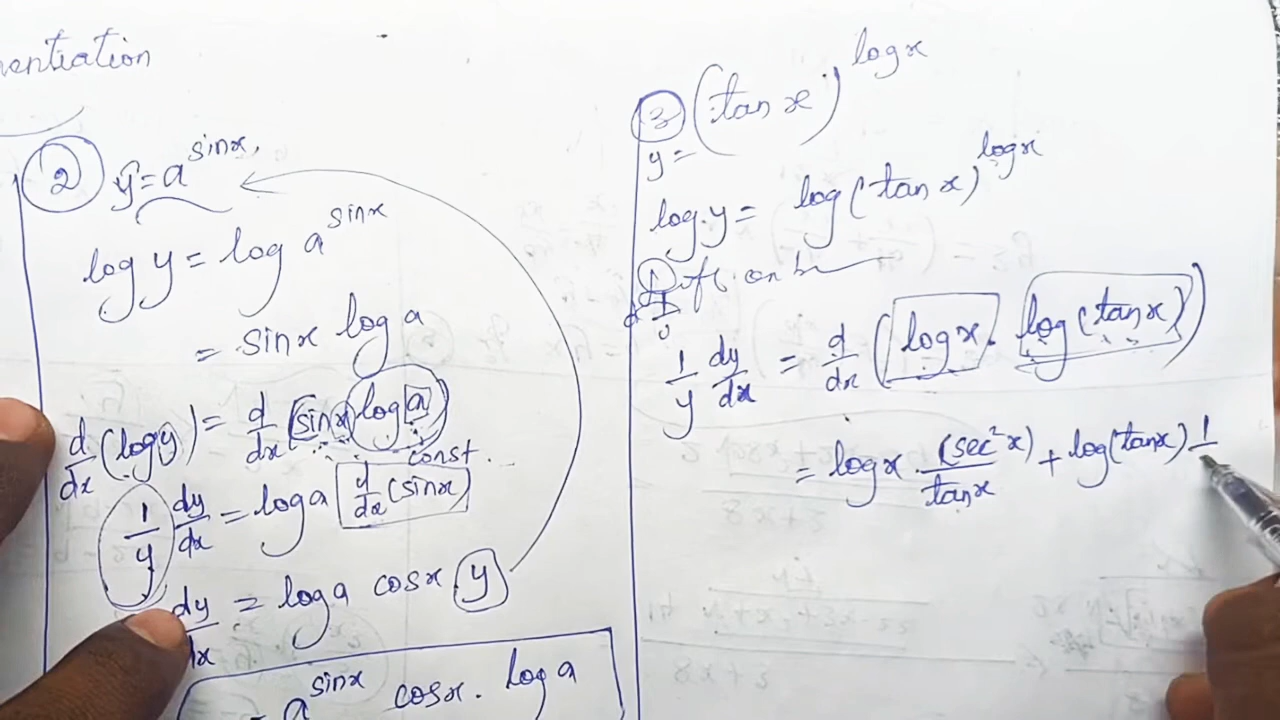 entiation
2 y = a^sinx.
log y = log a^sinx
= sinx log a
d/dx (log y) = d/dx (sinx log a)
const.
1/y dy/dx = log a d/dx (sinx)
dy/dx = log a cosx y
= a^sinx cosx. log a
3 y = (tan x)^logx
log y = log (tan x)^logx
1/y dy/dx = d/dx (log x . log (tan x))
= log x . (sec²x)/tanx + log(tanx) 1